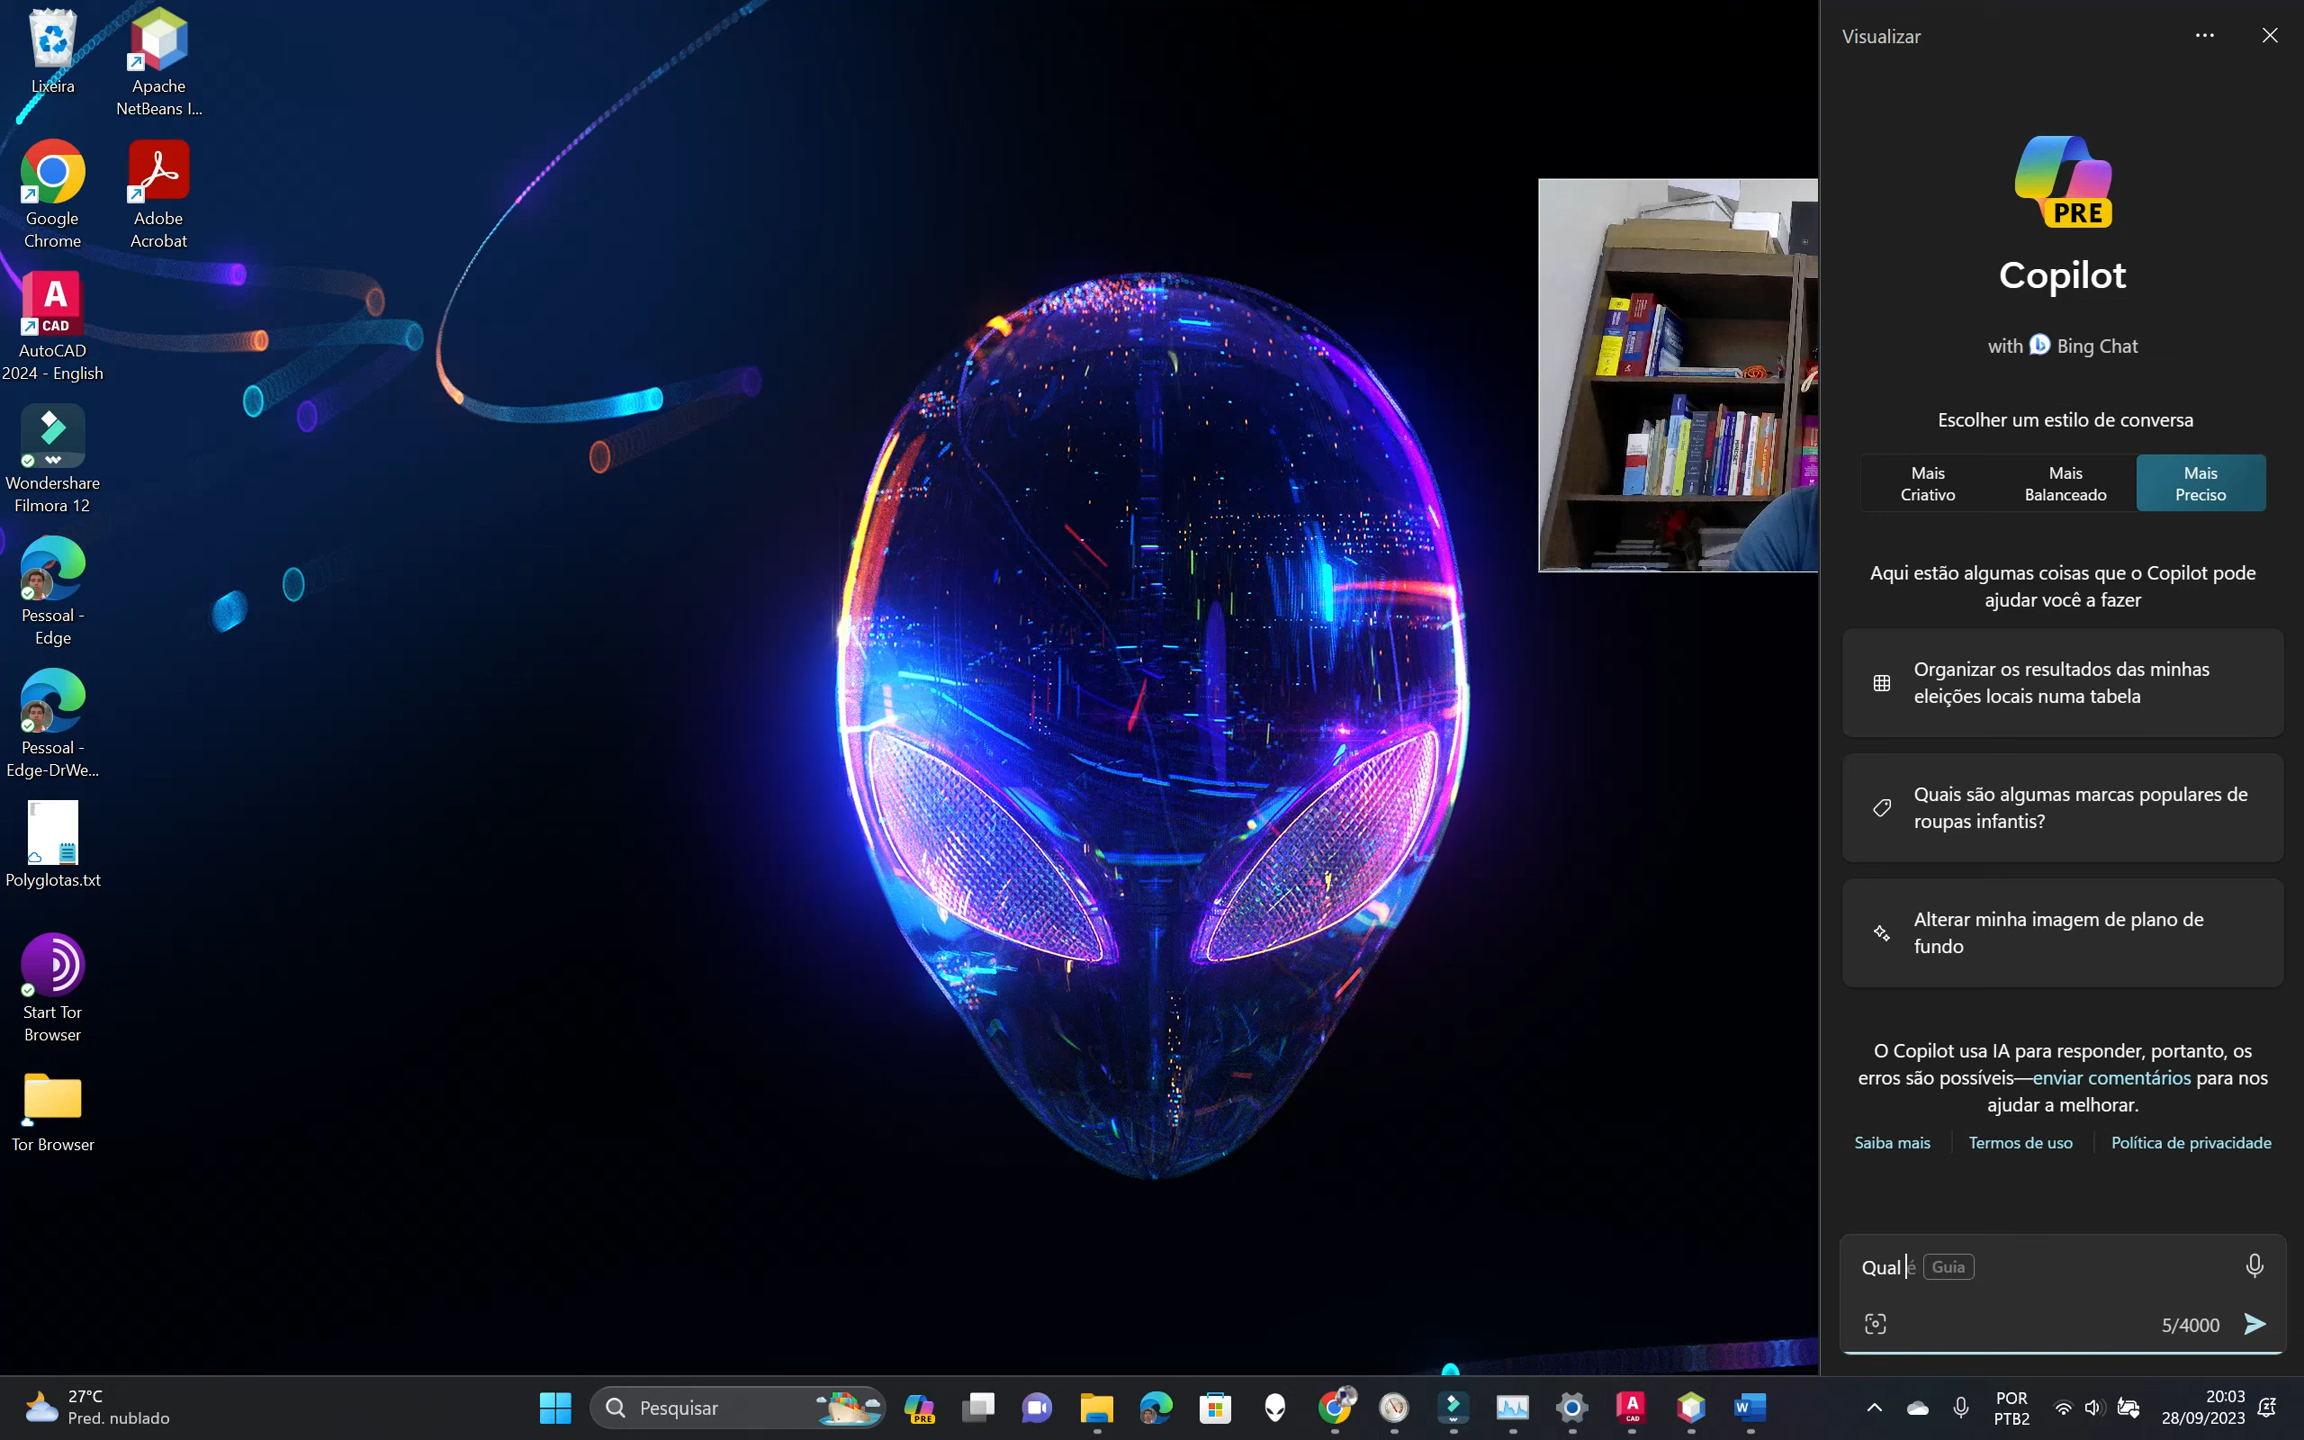 Lixeira
Apache
NetBeans I...
Google
Chrome
Adobe
Acrobat
A
CAD
AutoCAD
2024 - English
Wondershare
Filmora 12
Pessoal -
Edge
Pessoal -
Edge-DrWe...
Polyglotas.txt
Start Tor
Browser
Tor Browser
Visualizar
PRE
Copilot
with Bing Chat
Escolher um estilo de conversa
Mais
Criativo
Mais
Balanceado
Mais
Preciso
Aqui estão algumas coisas que o Copilot pode
ajudar você a fazer
Organizar os resultados das minhas
eleições locais numa tabela
Quais são algumas marcas populares de
roupas infantis?
Alterar minha imagem de plano de
fundo
O Copilot usa IA para responder, portanto, os
erros são possíveis—enviar comentários para nos
ajudar a melhorar.
Saiba mais
Termos de uso
Política de privacidade
Qual é Guia
5/4000
27°C
Pred. nublado
Pesquisar
PRE
A
CAD
W
POR
PTB2
20:03
28/09/2023